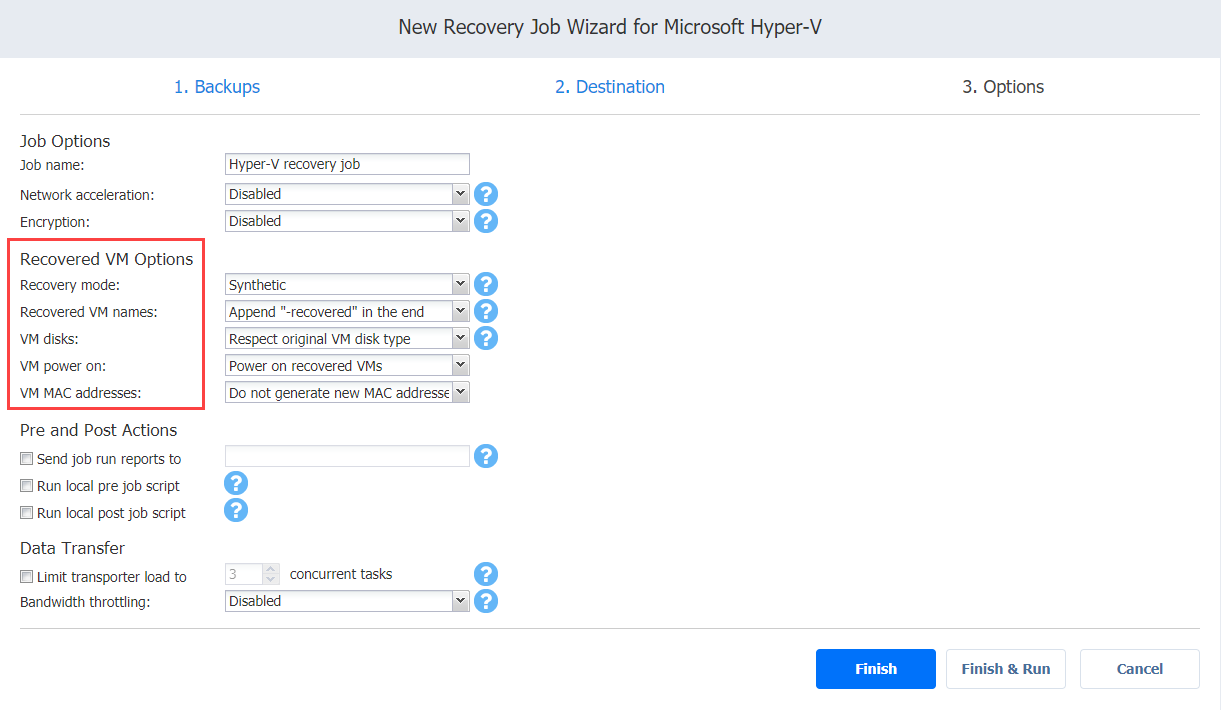 New Recovery Job Wizard for Microsoft Hyper-V
1. Backups 2. Destination 3. Options
Job Options
Job name: Hyper-V recovery job
Network acceleration: Disabled ?
Encryption: Disabled ?
Recovered VM Options
Recovery mode: Synthetic ?
Recovered VM names: Append "-recovered" in the end ?
VM disks: Respect original VM disk type ?
VM power on: Power on recovered VMs
VM MAC addresses: Do not generate new MAC addresse
Pre and Post Actions
Send job run reports to ?
Run local pre job script ?
Run local post job script ?
Data Transfer
Limit transporter load to 3 concurrent tasks ?
Bandwidth throttling: Disabled ?
Finish Finish & Run Cancel